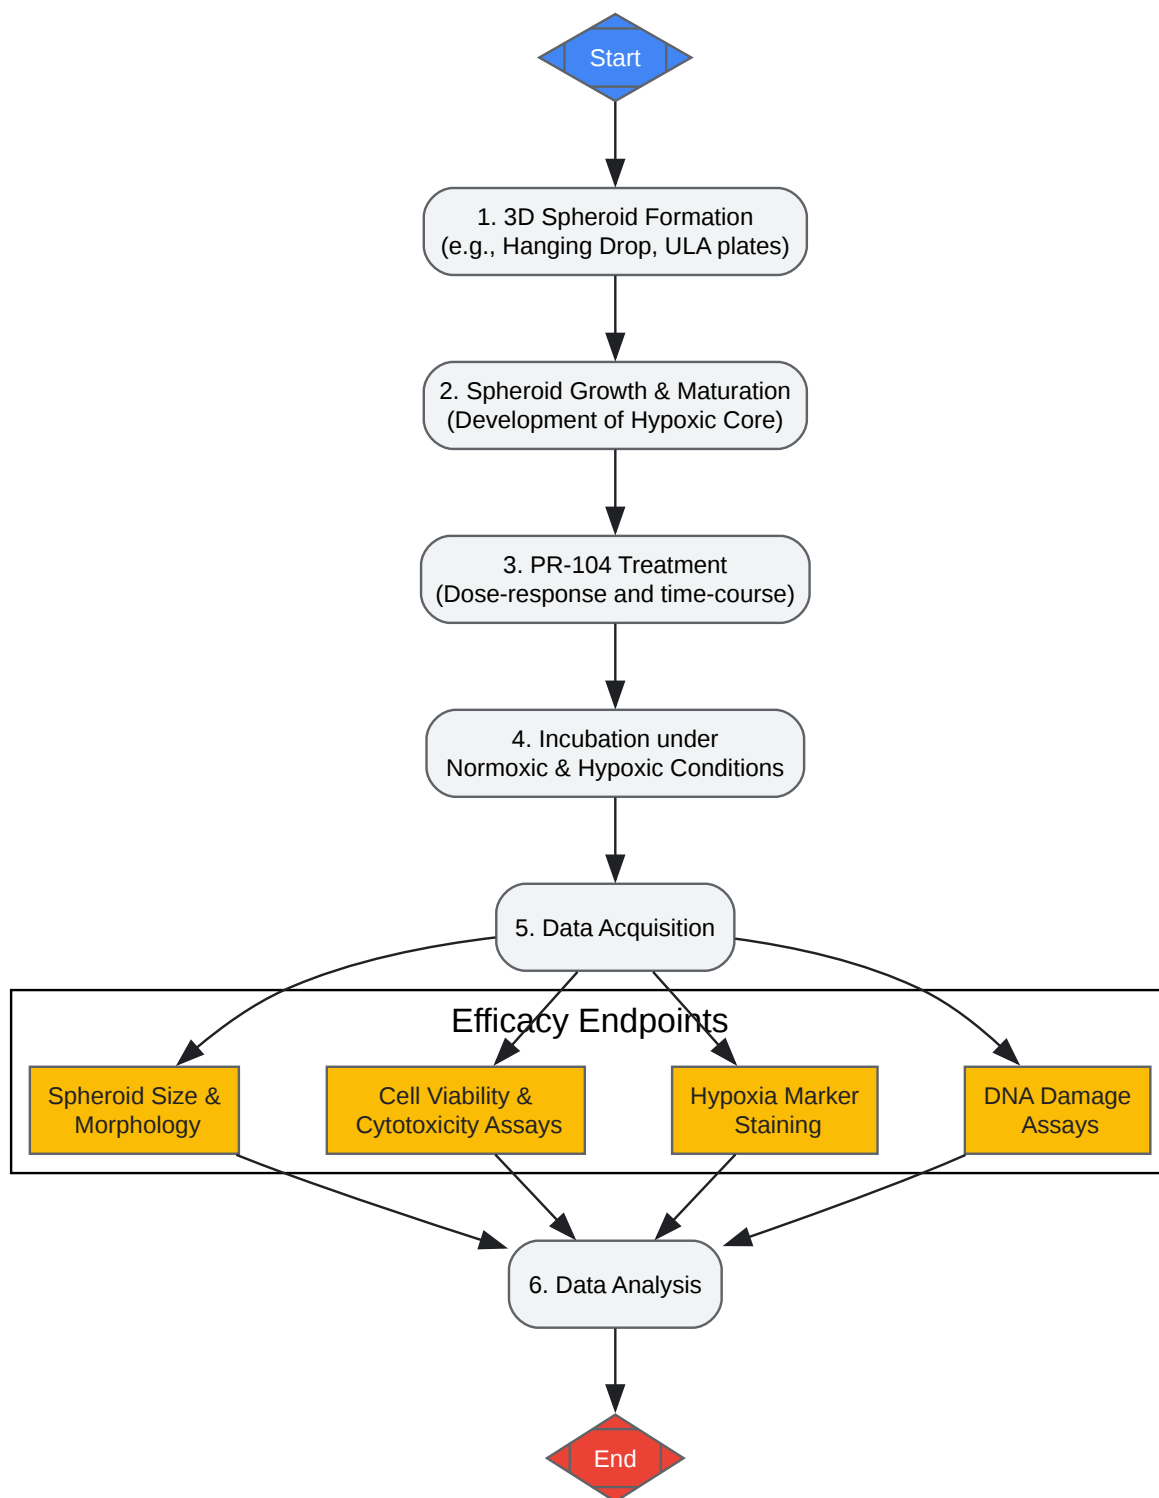 Start
1. 3D Spheroid Formation
(e.g., Hanging Drop, ULA plates)
2. Spheroid Growth & Maturation
(Development of Hypoxic Core)
3. PR-104 Treatment
(Dose-response and time-course)
4. Incubation under
Normoxic & Hypoxic Conditions
5. Data Acquisition
Efficacy Endpoints
Spheroid Size &
Morphology
Cell Viability &
Cytotoxicity Assays
Hypoxia Marker
Staining
DNA Damage
Assays
6. Data Analysis
End